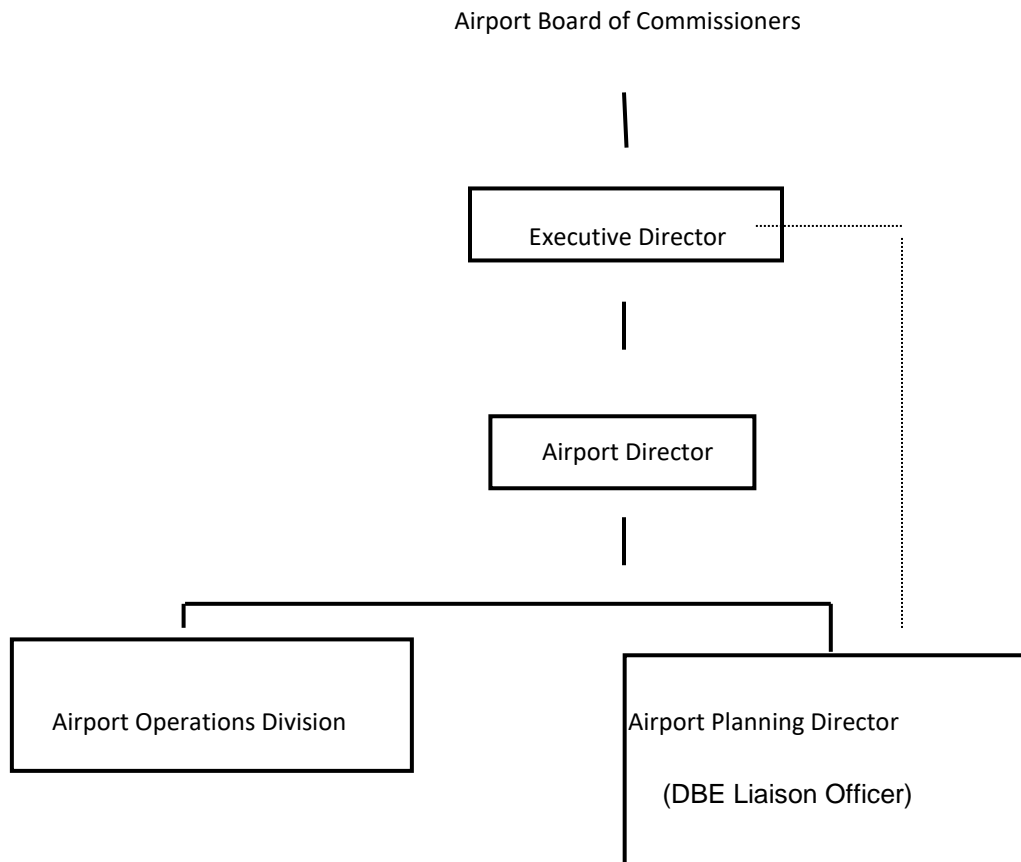 Airport Board of Commissioners
Executive Director
Airport Director
Airport Operations Division
Airport Planning Director
(DBE Liaison Officer)